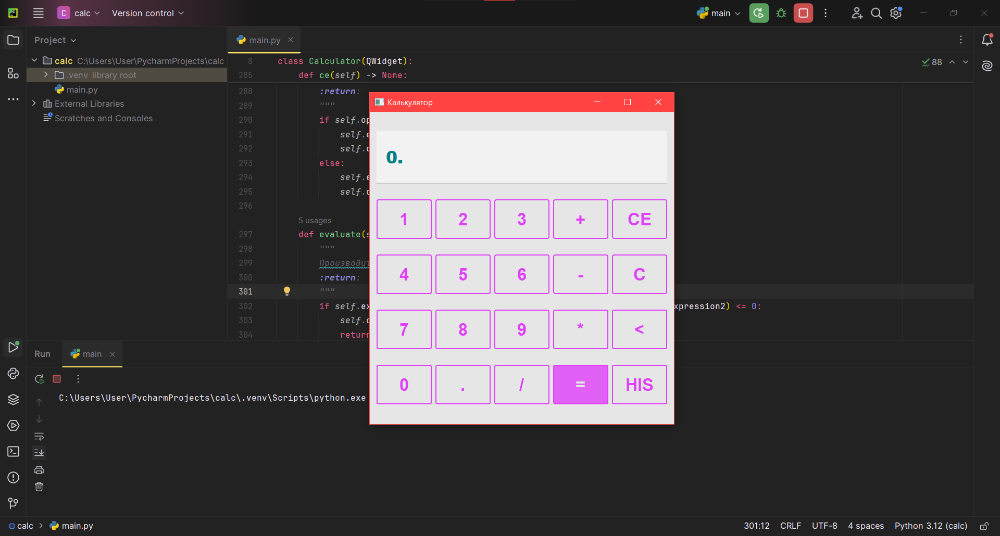 C calc Version control main
Project
main.py
calc C:\Users\User\PycharmProjects\calc
.venv library root
main.py
External Libraries
Scratches and Consoles
8 class Calculator(QWidget):
285 def ce(self) -> None:
88
288 :return:
289 """
290 if self.op
291 self.e
292 self.
293 else:
294 self.e
295 self.
296
5 usages
297 def evaluate(s
298 """
299 Производит
300 :return:
301 """
302 if self.ex xpression2) <= 0:
303 self.
304 return
Калькулятор
0.
1 2 3 + CE
4 5 6 - C
7 8 9 * <
0 . / = HIS
Run main
C:\Users\User\PycharmProjects\calc\.venv\Scripts\python.exe
calc > main.py 301:12 CRLF UTF-8 4 spaces Python 3.12 (calc)